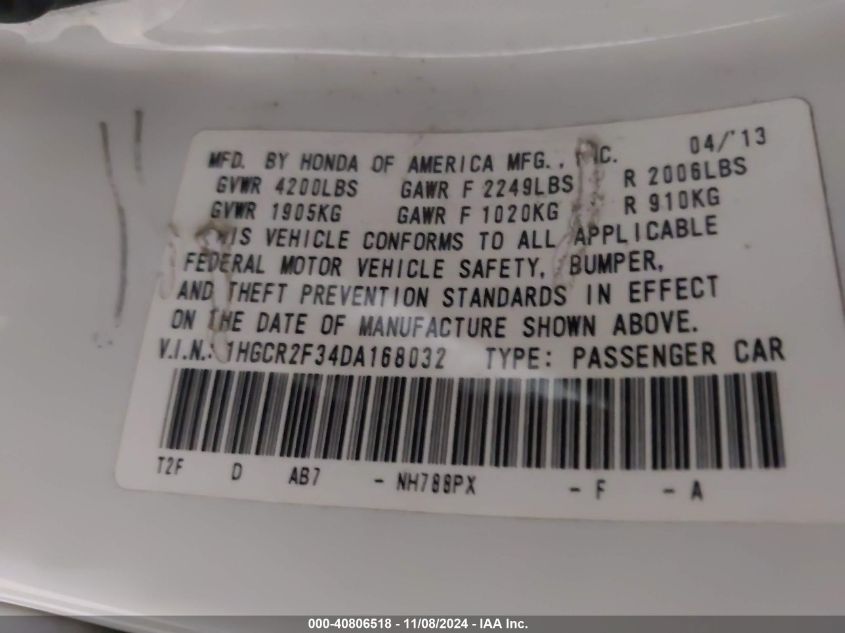 MFD. BY HONDA OF AMERICA MFG., INC. 04/'13
GVWR 4200LBS GAWR F 2249LBS R 2006LBS
GVWR 1905KG GAWR F 1020KG R 910KG
THIS VEHICLE CONFORMS TO ALL APPLICABLE
FEDERAL MOTOR VEHICLE SAFETY, BUMPER,
AND THEFT PREVENTION STANDARDS IN EFFECT
ON THE DATE OF MANUFACTURE SHOWN ABOVE.
V.I.N.: 1HGCR2F34DA168032 TYPE: PASSENGER CAR
T2F D AB7 - NH788PX - F - A
000-40806518 - 11/08/2024 - IAA Inc.